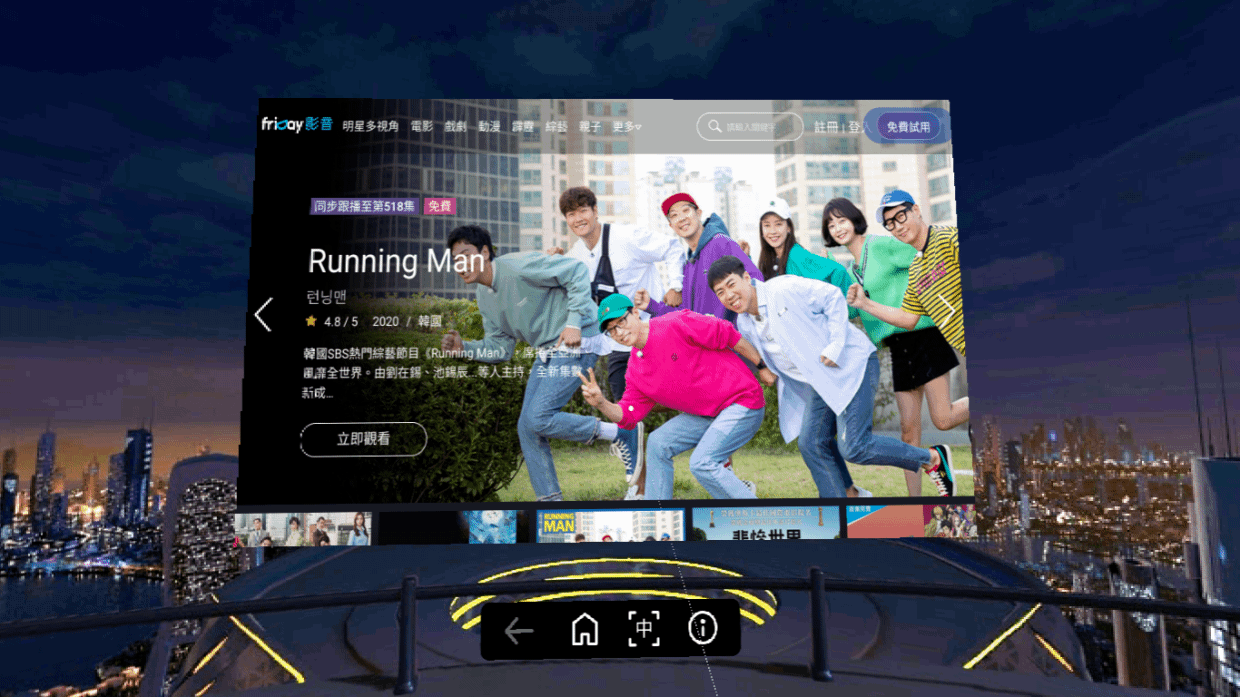 friDay影音 明星多視角 電影 戲劇 動漫 霹靂 綜藝 親子 更多
請輸入關鍵字
註冊 | 登入 免費試用
同步跟播至第518集 免費
Running Man
런닝맨
4.8 / 5 2020 / 韓國
韓國SBS熱門綜藝節目《Running Man》，席捲全亞洲
風靡全世界。由劉在錫、池錫辰...等人主持，全新集數
新成...
立即觀看
RUNNING
MAN
悲慘世界
中